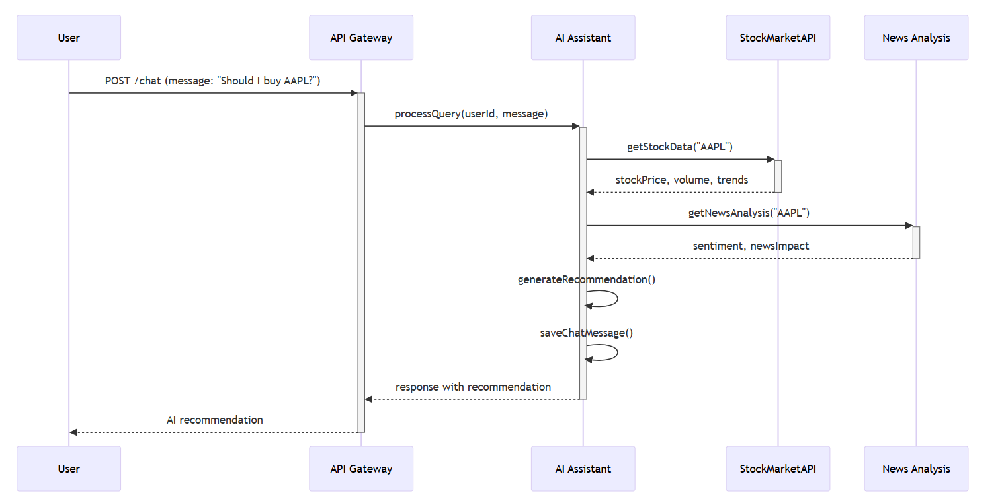 User
API Gateway
AI Assistant
StockMarketAPI
News Analysis
POST /chat (message: "Should I buy AAPL?")
processQuery(userId, message)
getStockData("AAPL")
stockPrice, volume, trends
getNewsAnalysis("AAPL")
sentiment, newsImpact
generateRecommendation()
saveChatMessage()
response with recommendation
AI recommendation
User
API Gateway
AI Assistant
StockMarketAPI
News Analysis